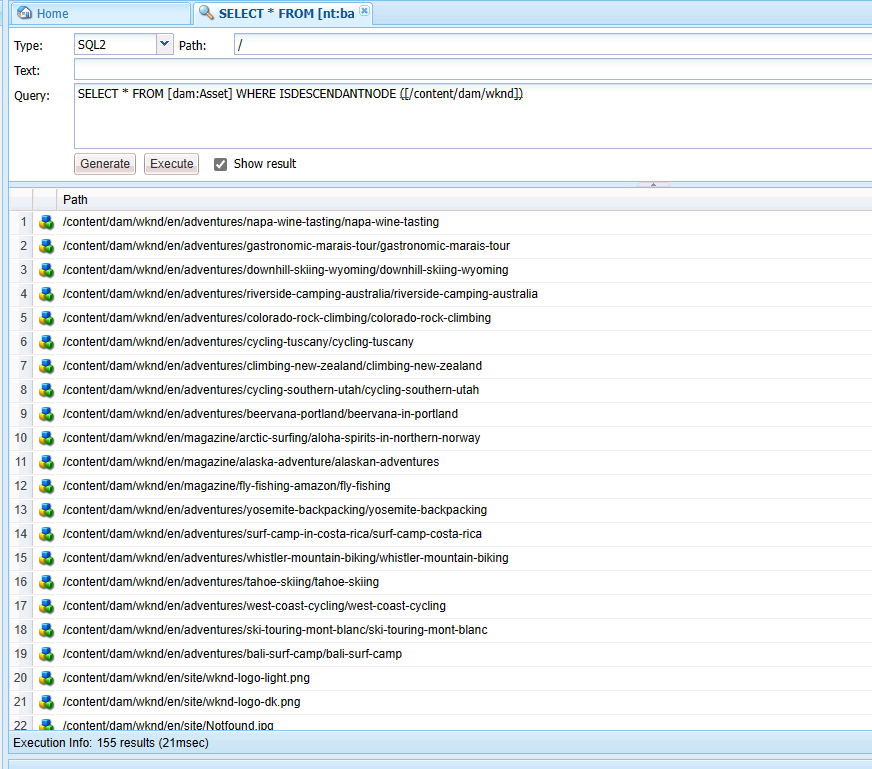 Home
SELECT * FROM [nt:ba
Type: SQL2 Path: /
Text:
Query: SELECT * FROM [dam:Asset] WHERE ISDESCENDANTNODE ([/content/dam/wknd])
Generate Execute Show result
Path
1 /content/dam/wknd/en/adventures/napa-wine-tasting/napa-wine-tasting
2 /content/dam/wknd/en/adventures/gastronomic-marais-tour/gastronomic-marais-tour
3 /content/dam/wknd/en/adventures/downhill-skiing-wyoming/downhill-skiing-wyoming
4 /content/dam/wknd/en/adventures/riverside-camping-australia/riverside-camping-australia
5 /content/dam/wknd/en/adventures/colorado-rock-climbing/colorado-rock-climbing
6 /content/dam/wknd/en/adventures/cycling-tuscany/cycling-tuscany
7 /content/dam/wknd/en/adventures/climbing-new-zealand/climbing-new-zealand
8 /content/dam/wknd/en/adventures/cycling-southern-utah/cycling-southern-utah
9 /content/dam/wknd/en/adventures/beervana-portland/beervana-in-portland
10 /content/dam/wknd/en/magazine/arctic-surfing/aloha-spirits-in-northern-norway
11 /content/dam/wknd/en/magazine/alaska-adventure/alaskan-adventures
12 /content/dam/wknd/en/magazine/fly-fishing-amazon/fly-fishing
13 /content/dam/wknd/en/adventures/yosemite-backpacking/yosemite-backpacking
14 /content/dam/wknd/en/adventures/surf-camp-in-costa-rica/surf-camp-costa-rica
15 /content/dam/wknd/en/adventures/whistler-mountain-biking/whistler-mountain-biking
16 /content/dam/wknd/en/adventures/tahoe-skiing/tahoe-skiing
17 /content/dam/wknd/en/adventures/west-coast-cycling/west-coast-cycling
18 /content/dam/wknd/en/adventures/ski-touring-mont-blanc/ski-touring-mont-blanc
19 /content/dam/wknd/en/adventures/bali-surf-camp/bali-surf-camp
20 /content/dam/wknd/en/site/wknd-logo-light.png
21 /content/dam/wknd/en/site/wknd-logo-dk.png
22 /content/dam/wknd/en/site/Notfound.jpg
Execution Info: 155 results (21msec)